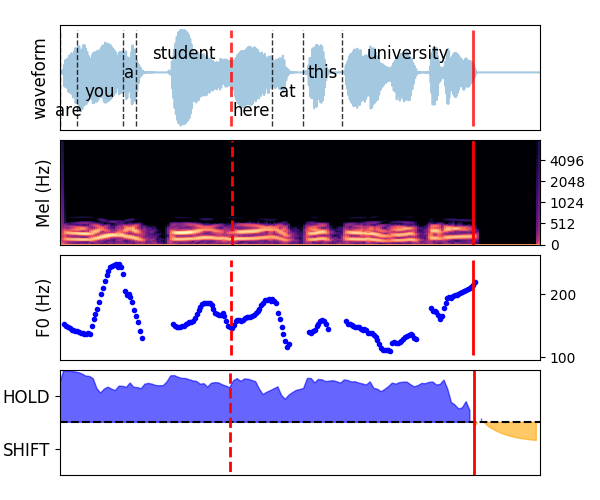 waveform
are you a student here at this university
Mel (Hz)
4096
2048
1024
512
0
F0 (Hz)
200
100
HOLD
SHIFT